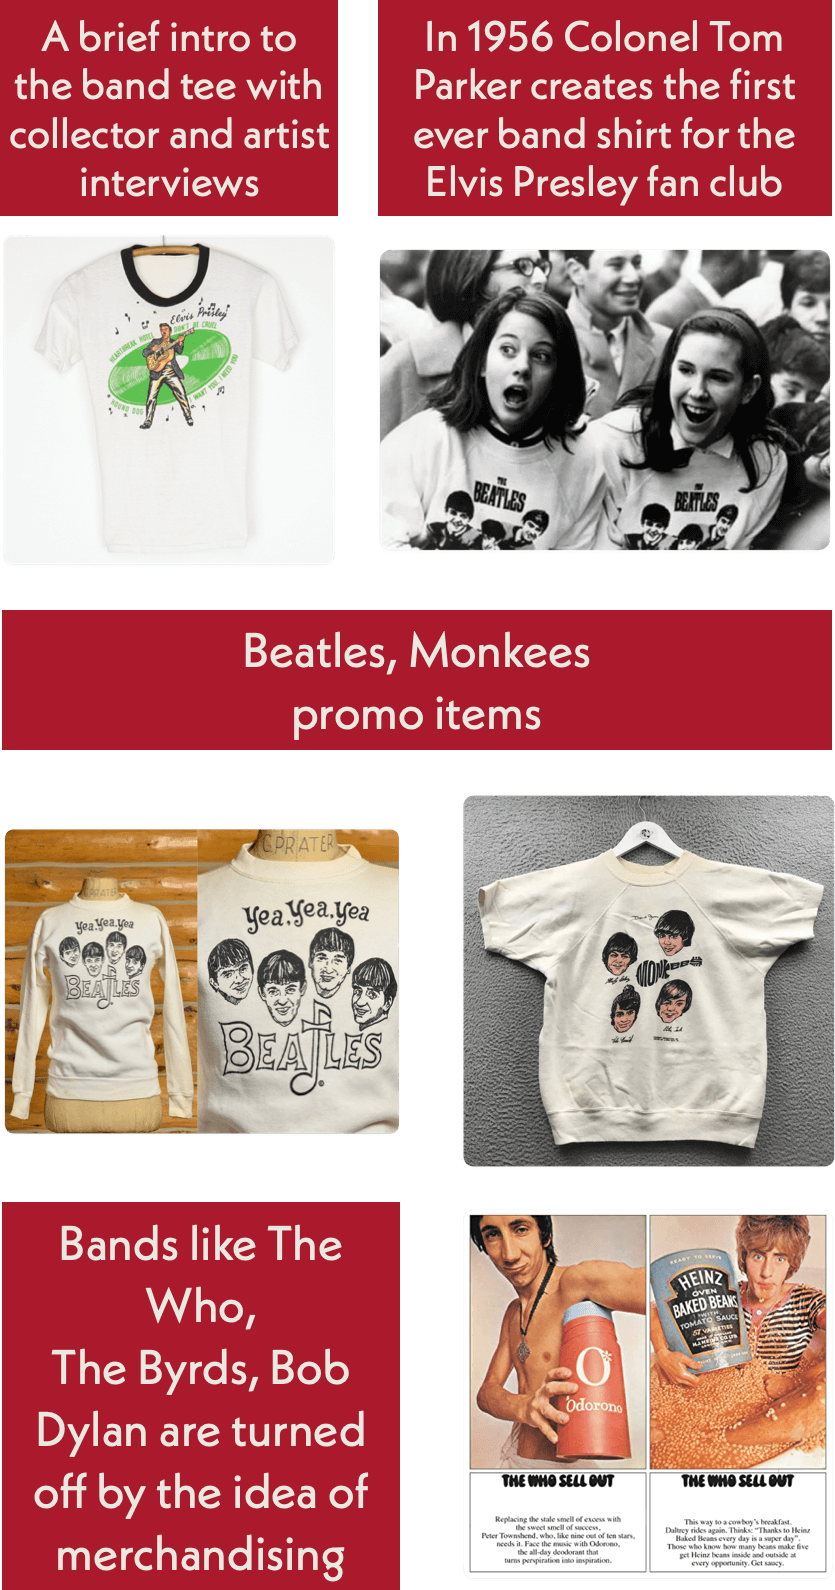 A brief intro to
the band tee with
collector and artist
interviews
In 1956 Colonel Tom
Parker creates the first
ever band shirt for the
Elvis Presley fan club
Elvis Presley
HEARTBREAK HOTEL
DON'T BE CRUEL
HOUND DOG
I WANT YOU, I NEED YOU
THE
BEATLES
THE
BEATLES
Beatles, Monkees
promo items
C.PRATER
Yea, Yea, Yea
BEATLES
C.PRATER
Yea, Yea, Yea
BEATLES
®
MONKEES
Bands like The
Who,
The Byrds, Bob
Dylan are turned
off by the idea of
merchandising
O
Odorono
READY TO SERVE
HEINZ
OVEN
BAKED BEANS
WITH
TOMATO SAUCE
57 VARIETIES
THE WHO SELL OUT
Replacing the stale smell of excess with
the sweet smell of success,
Peter Townshend, who, like nine out of ten stars,
needs it. Face the music with Odorono,
the all-day deodorant that
turns perspiration into inspiration.
THE WHO SELL OUT
This way to a cowboy's breakfast.
Daltrey rides again. Thinks: "Thanks to Heinz
Baked Beans every day is a super day".
Those who know how many beans make five
get Heinz beans inside and outside at
every opportunity. Get saucy.